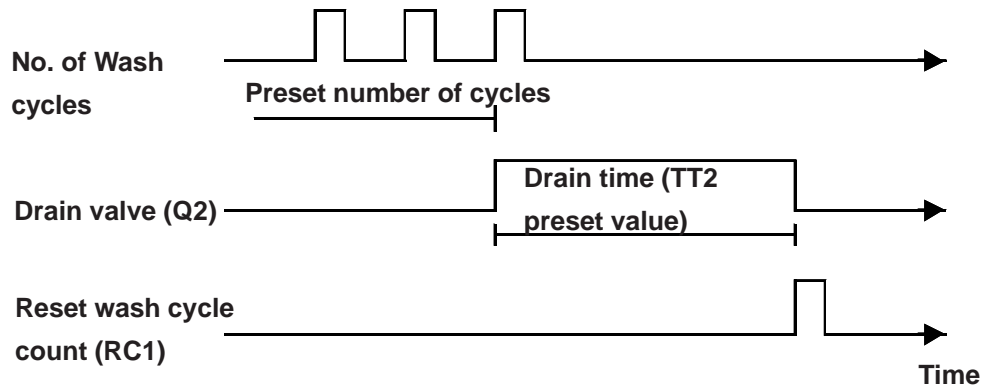 No. of Wash
cycles
Preset number of cycles
Drain valve (Q2)
Drain time (TT2
preset value)
Reset wash cycle
count (RC1)
Time